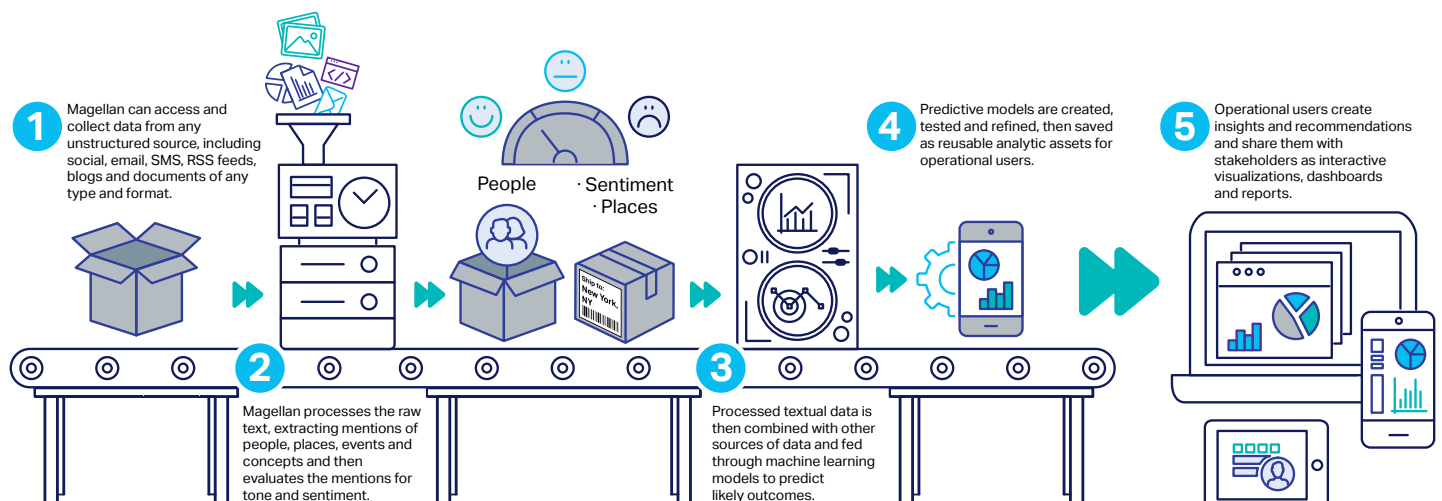 1
Magellan can access and
collect data from any
unstructured source, including
social, email, SMS, RSS feeds,
blogs and documents of any
type and format.
2
Magellan processes the raw
text, extracting mentions of
people, places, events and
concepts and then
evaluates the mentions for
tone and sentiment.
</>
People
· Sentiment
· Places
Ship to:
New York,
NY
3
Processed textual data is
then combined with other
sources of data and fed
through machine learning
models to predict
likely outcomes.
4
Predictive models are created,
tested and refined, then saved
as reusable analytic assets for
operational users.
5
Operational users create
insights and recommendations
and share them with
stakeholders as interactive
visualizations, dashboards
and reports.